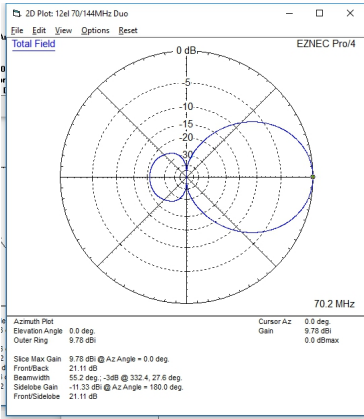 2D Plot: 12el 70/144MHz Duo
File Edit View Options Reset
Total Field
EZNEC Pro/4
0 dB
-5
-10
-15
-20
-30
70.2 MHz
Azimuth Plot
Cursor Az 0.0 deg.
Elevation Angle 0.0 deg.
Gain 9.78 dBi
Outer Ring 9.78 dBi
0.0 dBmax
Slice Max Gain 9.78 dBi @ Az Angle = 0.0 deg.
Front/Back 21.11 dB
Beamwidth 55.2 deg.; -3dB @ 332.4, 27.6 deg.
Sidelobe Gain -11.33 dBi @ Az Angle = 180.0 deg.
Front/Sidelobe 21.11 dB